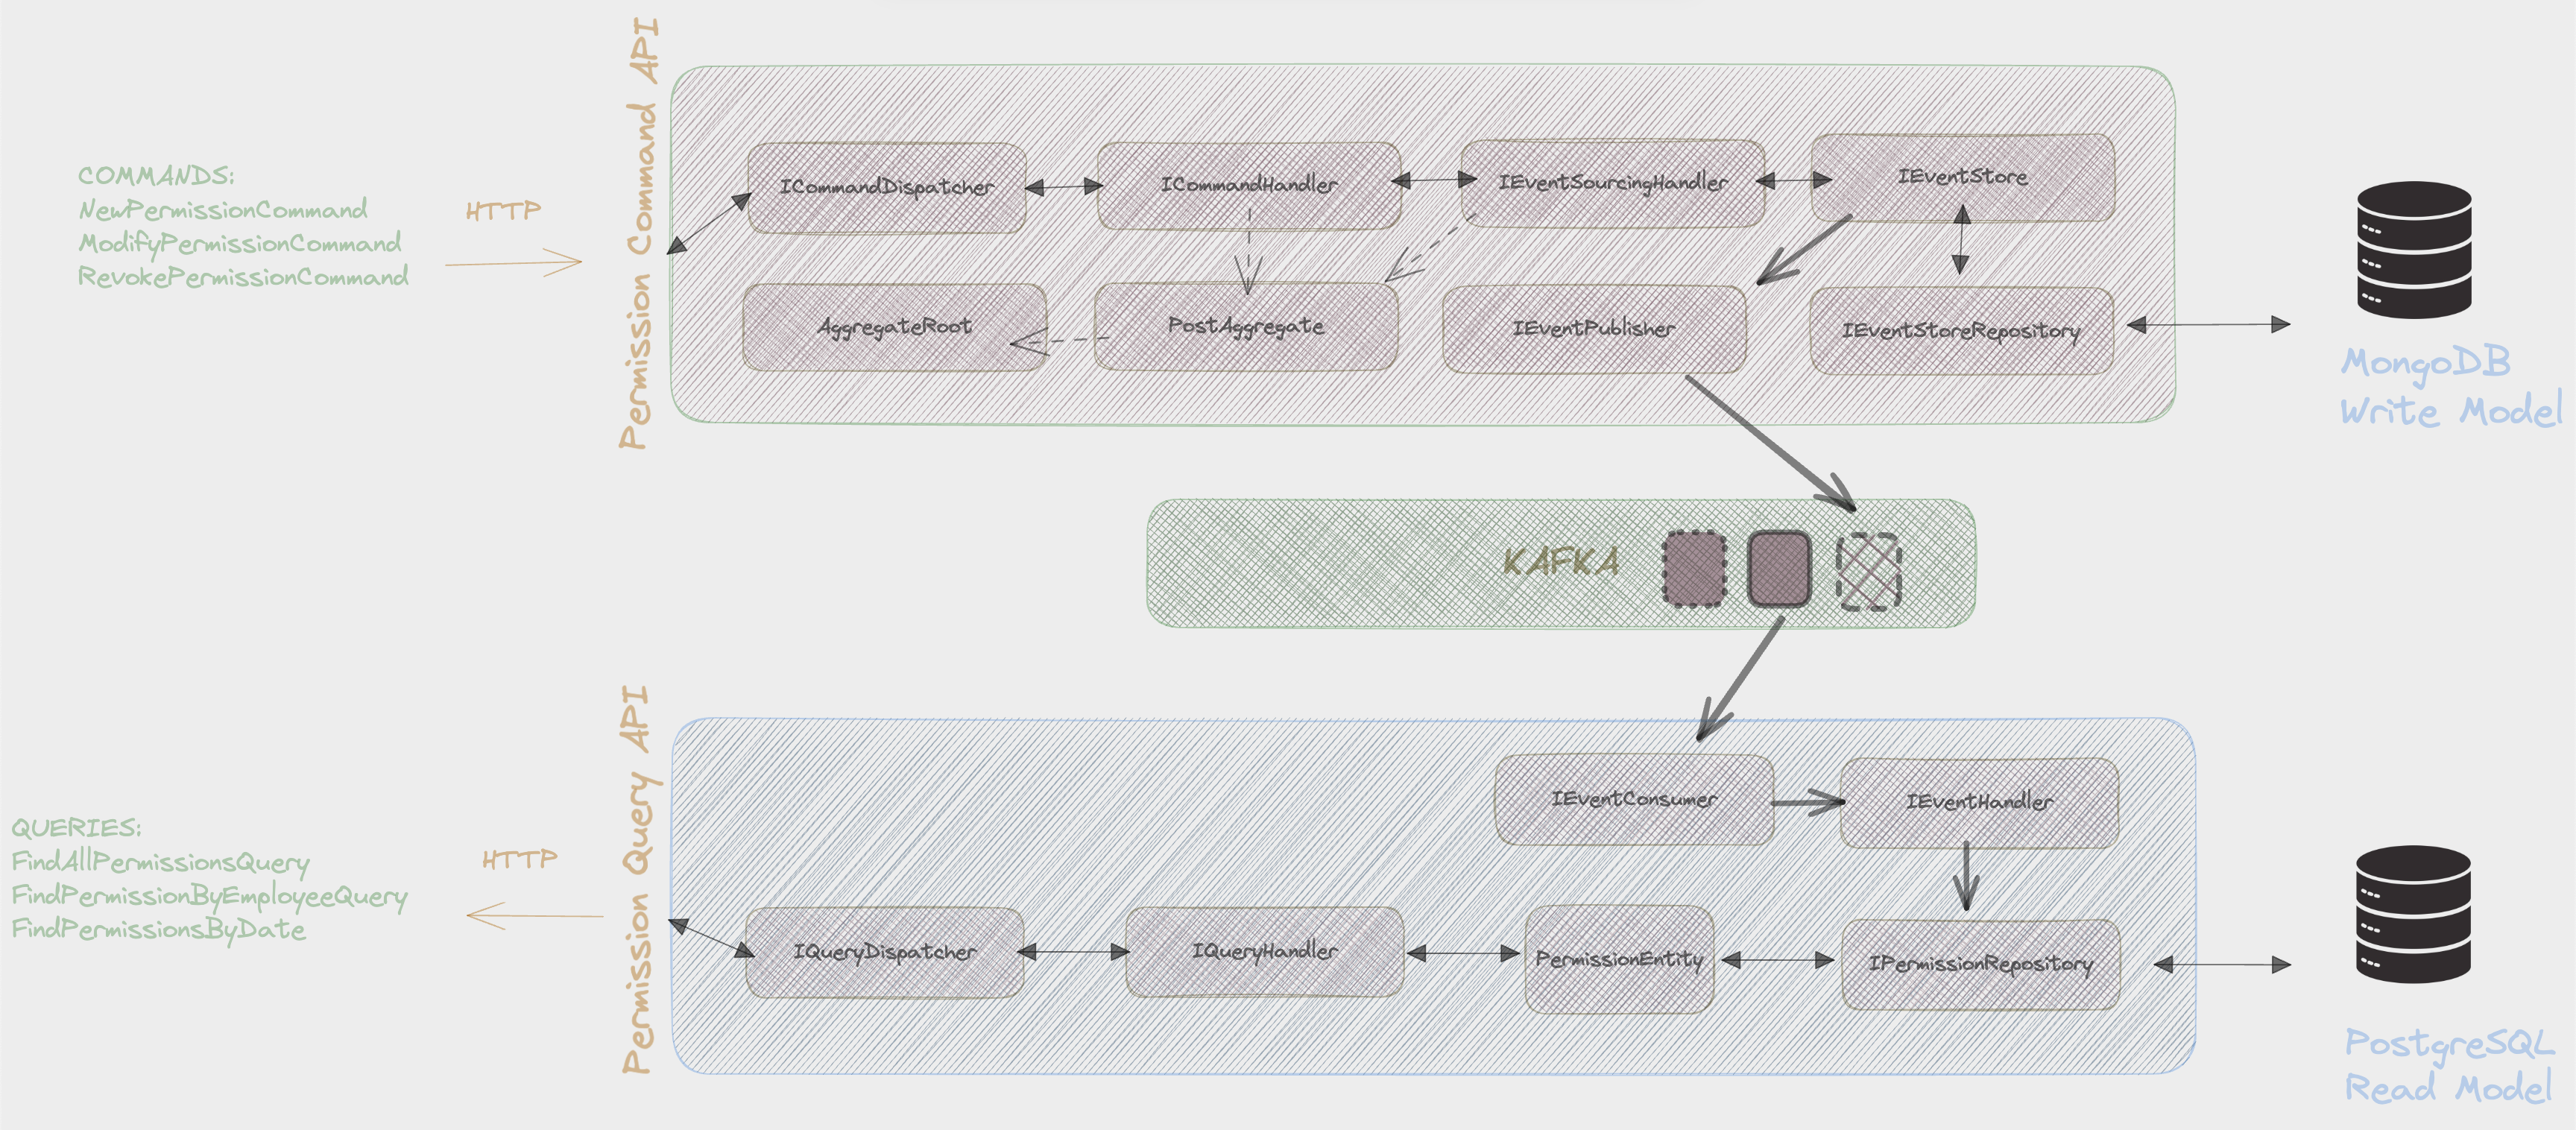 Permission Command API
COMMANDS:
NewPermissionCommand
ModifyPermissionCommand
RevokePermissionCommand
HTTP
ICommandDispatcher
ICommandHandler
IEventSourcingHandler
IEventStore
AggregateRoot
PostAggregate
IEventPublisher
IEventStoreRepository
MongoDB
Write Model
KAFKA
Permission Query API
QUERIES:
FindAllPermissionsQuery
FindPermissionByEmployeeQuery
FindPermissionsByDate
HTTP
IEventConsumer
IEventHandler
IQueryDispatcher
IQueryHandler
PermissionEntity
IPermissionRepository
PostgreSQL
Read Model